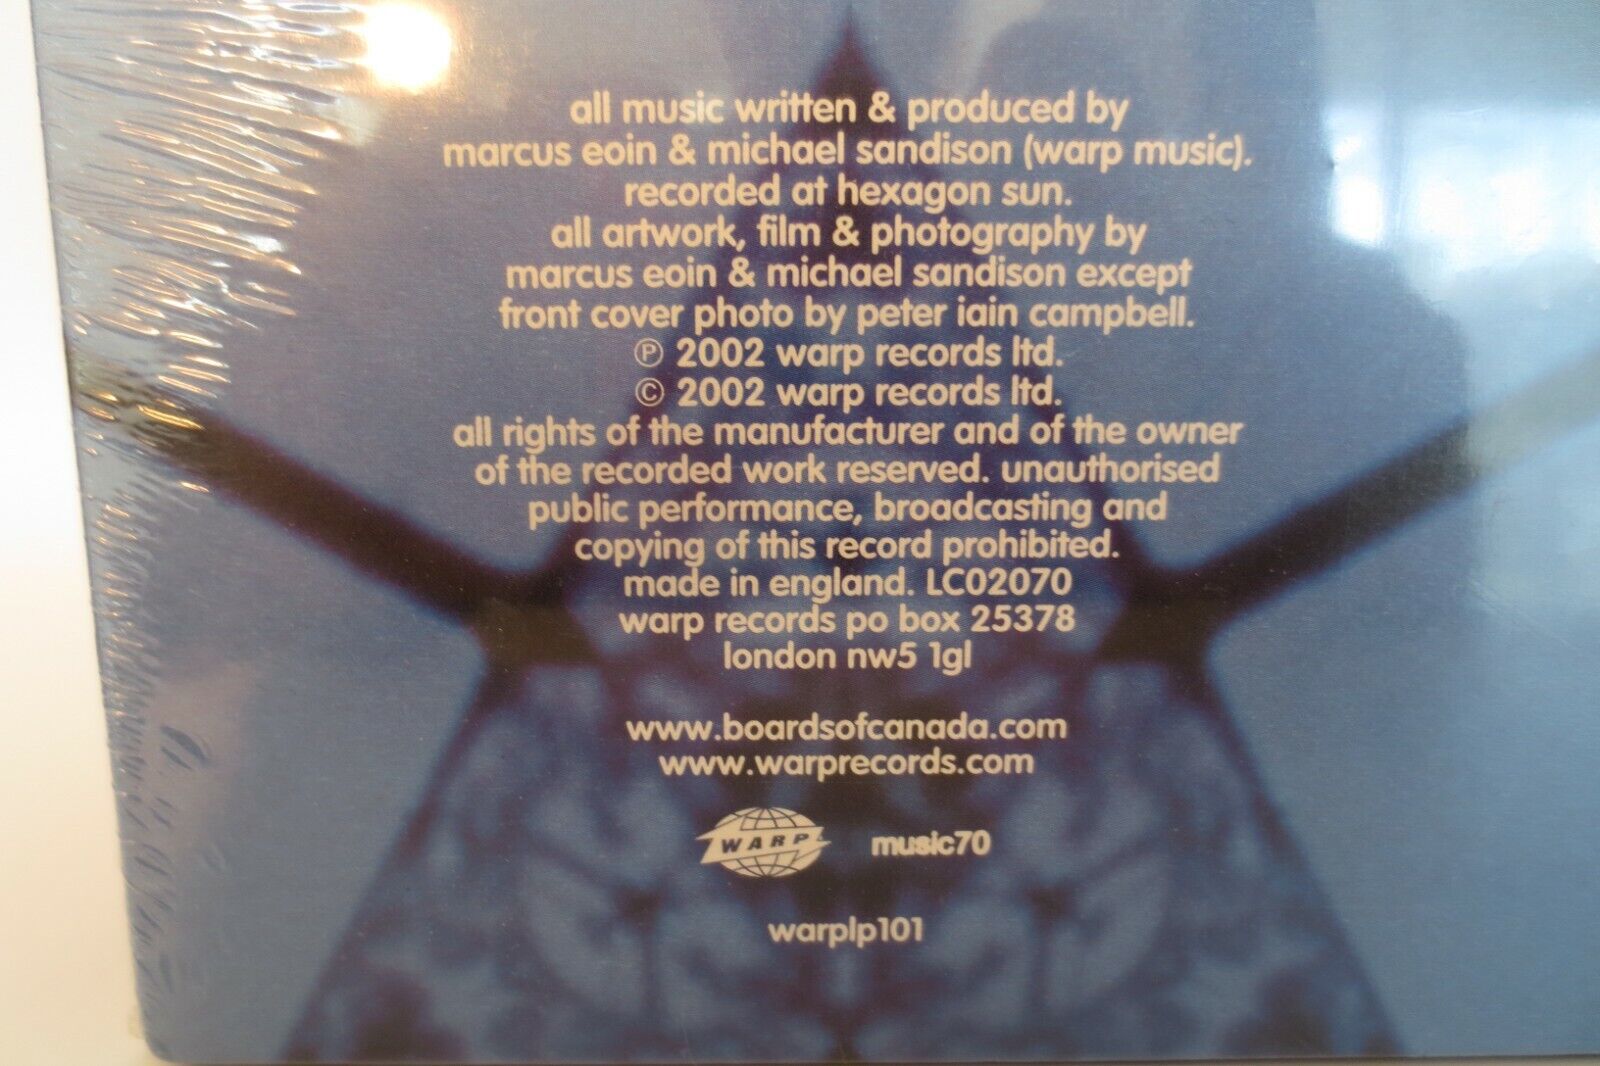 all music written & produced by
marcus eoin & michael sandison (warp music).
recorded at hexagon sun.
all artwork, film & photography by
marcus eoin & michael sandison except
front cover photo by peter iain campbell.
℗ 2002 warp records ltd.
© 2002 warp records ltd.
all rights of the manufacturer and of the owner
of the recorded work reserved. unauthorised
public performance, broadcasting and
copying of this record prohibited.
made in england. LC02070
warp records po box 25378
london nw5 1gl
www.boardsofcanada.com
www.warprecords.com
WARP music70
warplp101